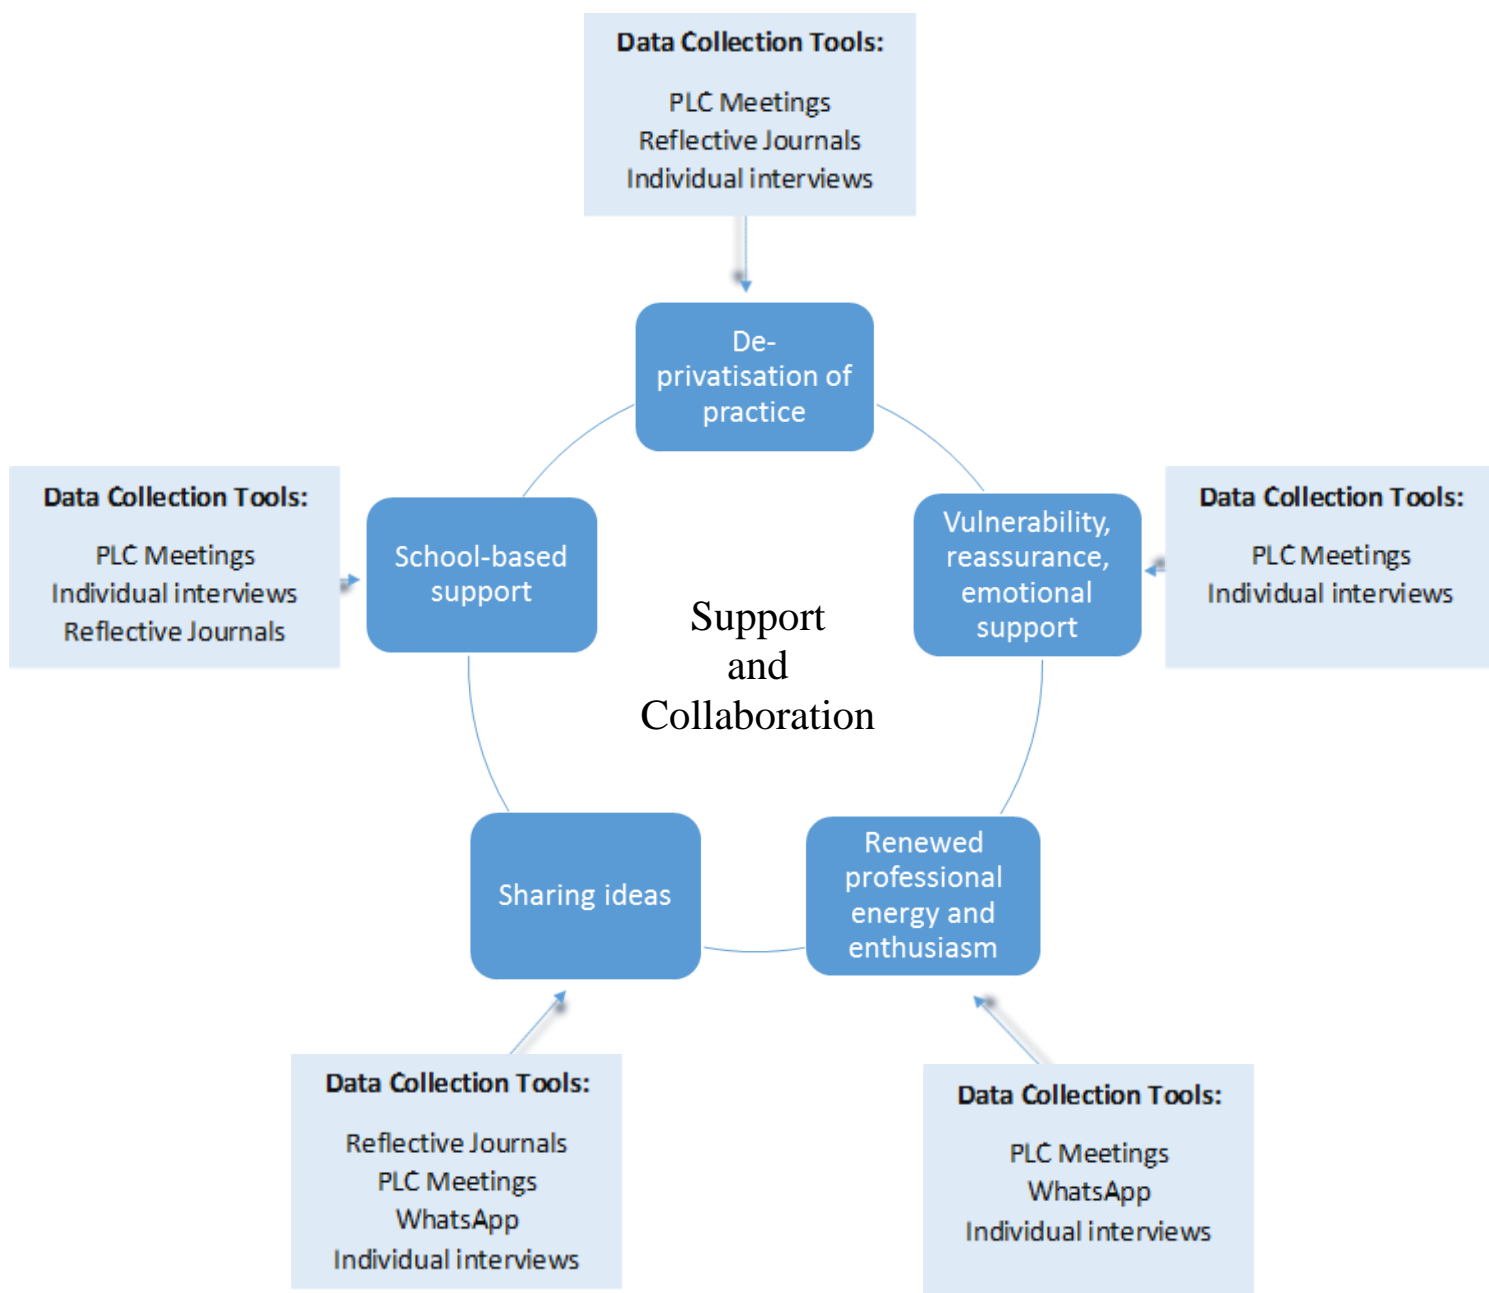 Data Collection Tools:
PLC Meetings
Reflective Journals
Individual interviews
De-
privatisation of
practice
Data Collection Tools:
PLC Meetings
Individual interviews
Reflective Journals
School-based
support
Vulnerability,
reassurance,
emotional
support
Data Collection Tools:
PLC Meetings
Individual interviews
Support
and
Collaboration
Sharing ideas
Renewed
professional
energy and
enthusiasm
Data Collection Tools:
Reflective Journals
PLC Meetings
WhatsApp
Individual interviews
Data Collection Tools:
PLC Meetings
WhatsApp
Individual interviews